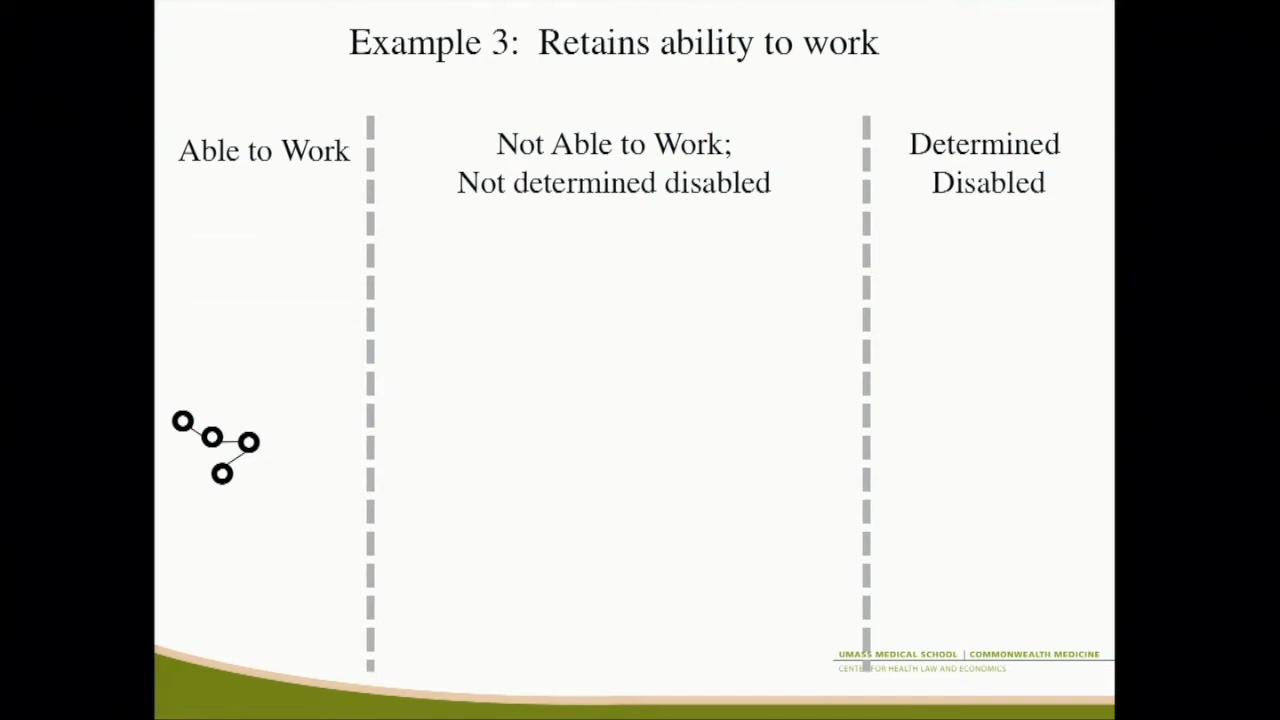 Example 3: Retains ability to work
Able to Work
Not Able to Work;
Not determined disabled
Determined
Disabled
UMASS MEDICAL SCHOOL | COMMONWEALTH MEDICINE
CENTER FOR HEALTH LAW AND ECONOMICS